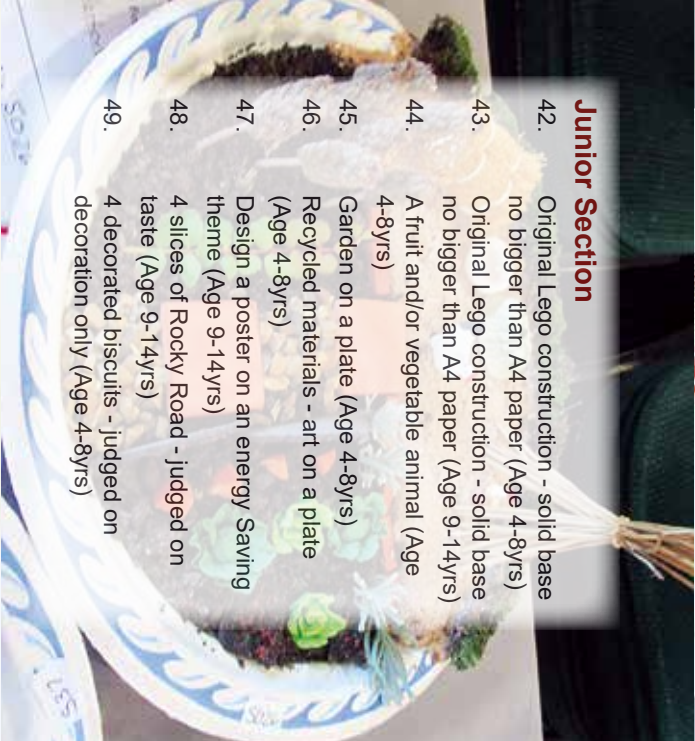 Junior Section
42. Original Lego construction - solid base
no bigger than A4 paper (Age 4-8yrs)
43. Original Lego construction - solid base
no bigger than A4 paper (Age 9-14yrs)
44. A fruit and/or vegetable animal (Age
4-8yrs)
45. Garden on a plate (Age 4-8yrs)
46. Recycled materials - art on a plate
(Age 4-8yrs)
47. Design a poster on an energy Saving
theme (Age 9-14yrs)
48. 4 slices of Rocky Road - judged on
taste (Age 9-14yrs)
49. 4 decorated biscuits - judged on
decoration only (Age 4-8yrs)